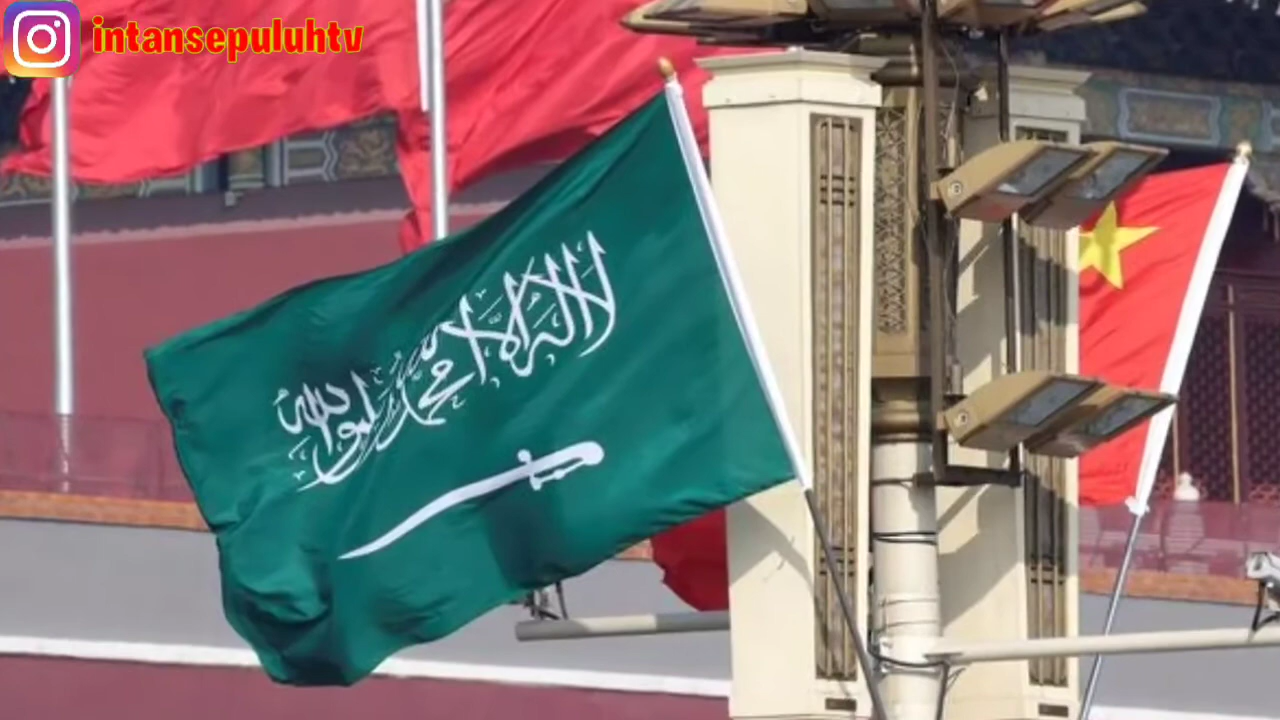 intansepuluhtv
لا إله إلا الله محمد رسول الله